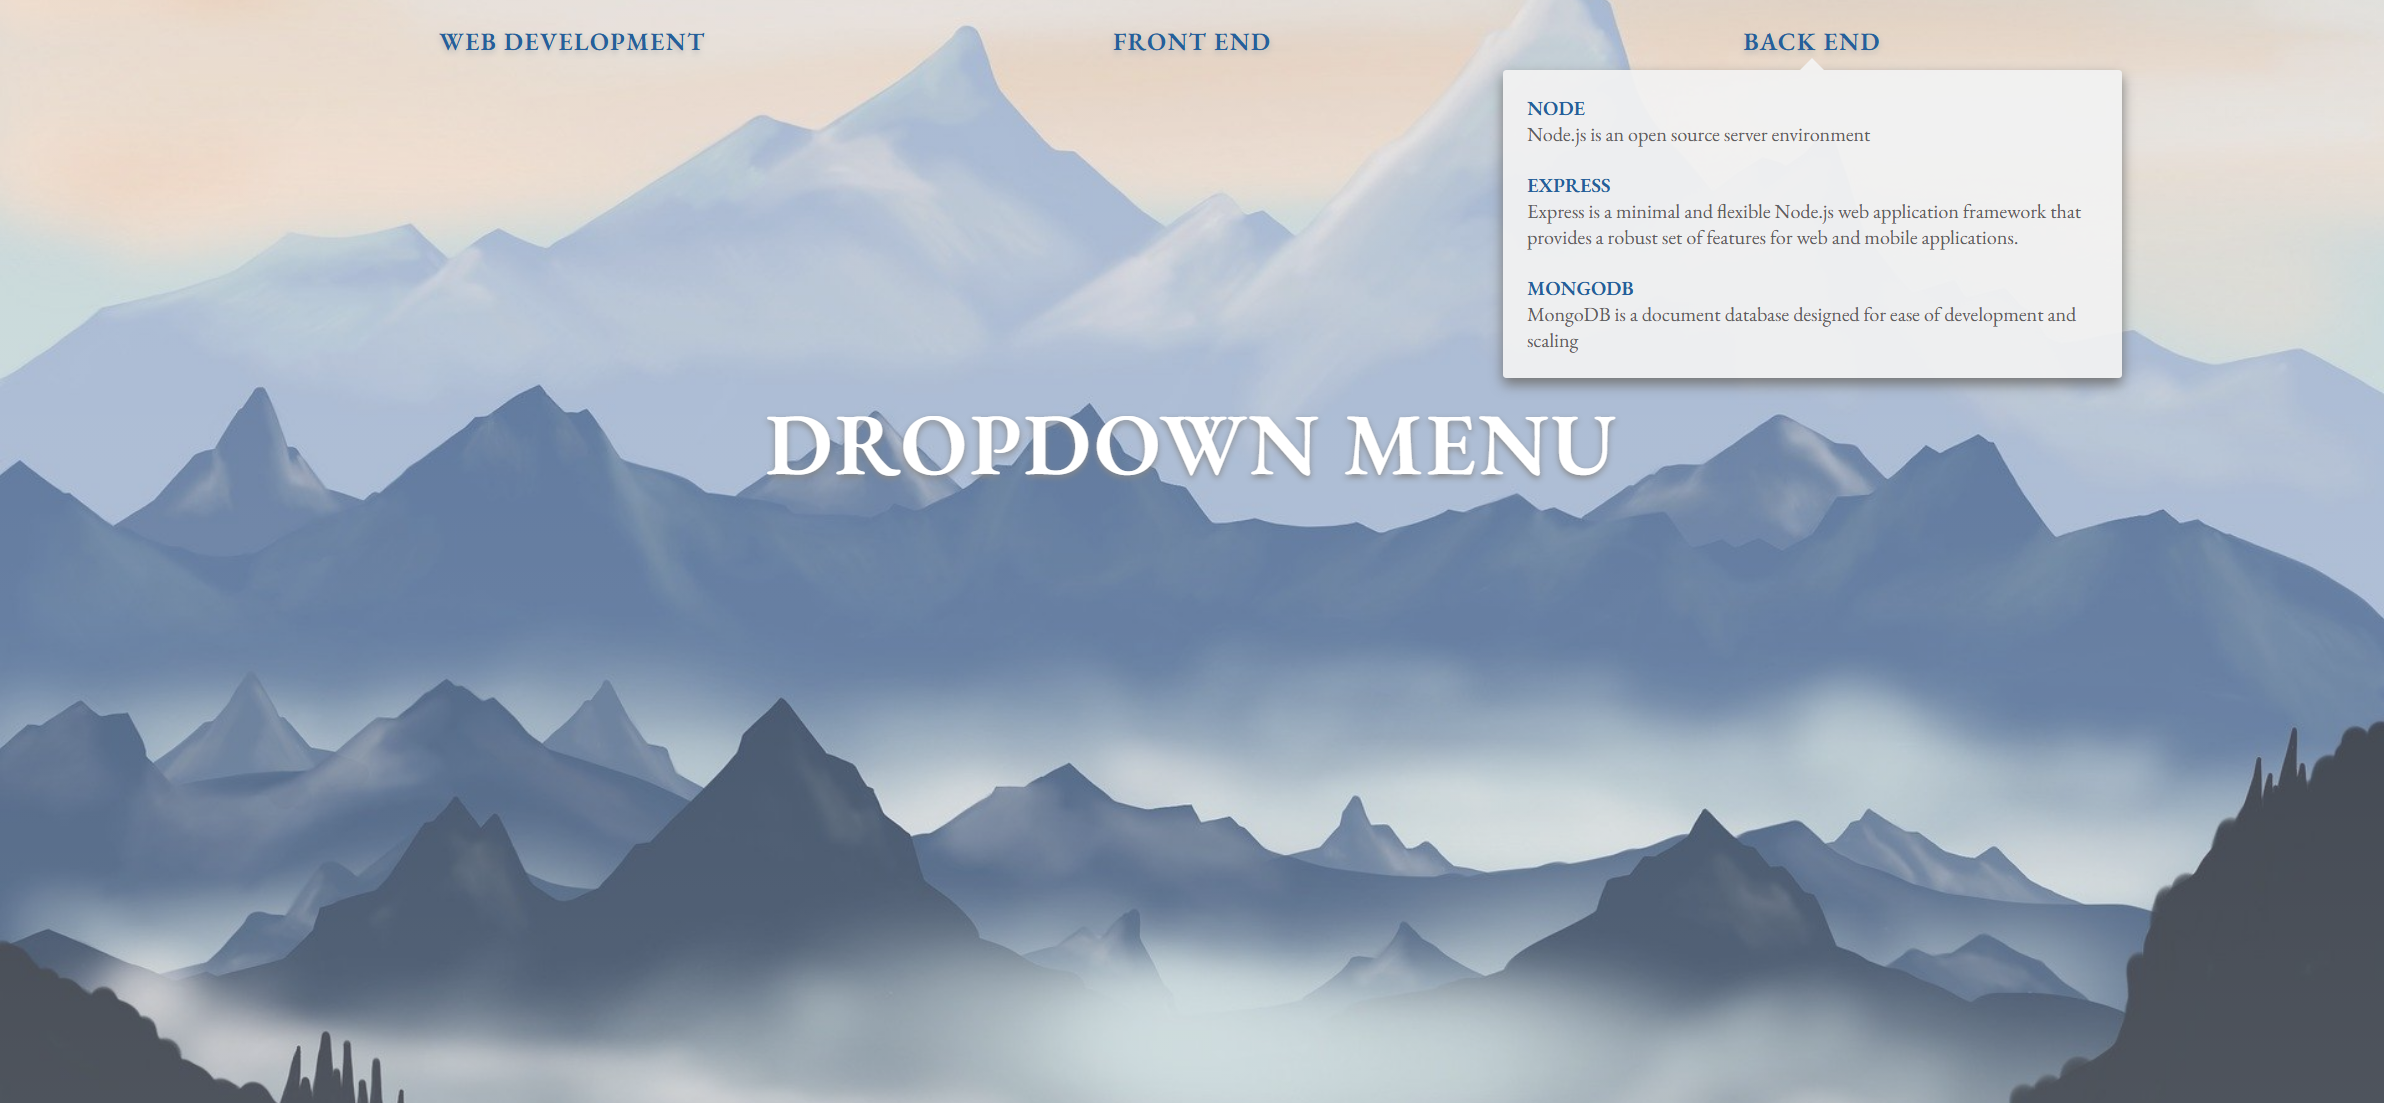 WEB DEVELOPMENT
FRONT END
BACK END
NODE
Node.js is an open source server environment
EXPRESS
Express is a minimal and flexible Node.js web application framework that
provides a robust set of features for web and mobile applications.
MONGODB
MongoDB is a document database designed for ease of development and
scaling
DROPDOWN MENU